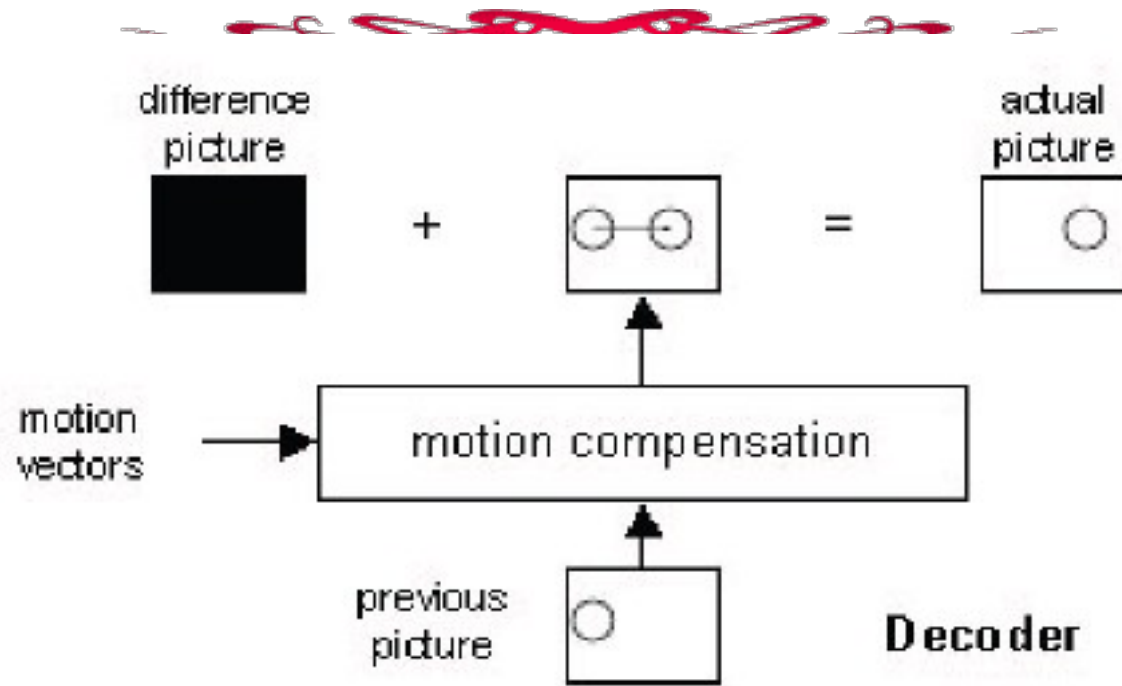 difference
picture
actual
picture
+
=
motion
vectors
motion compensation
previous
picture
Decoder